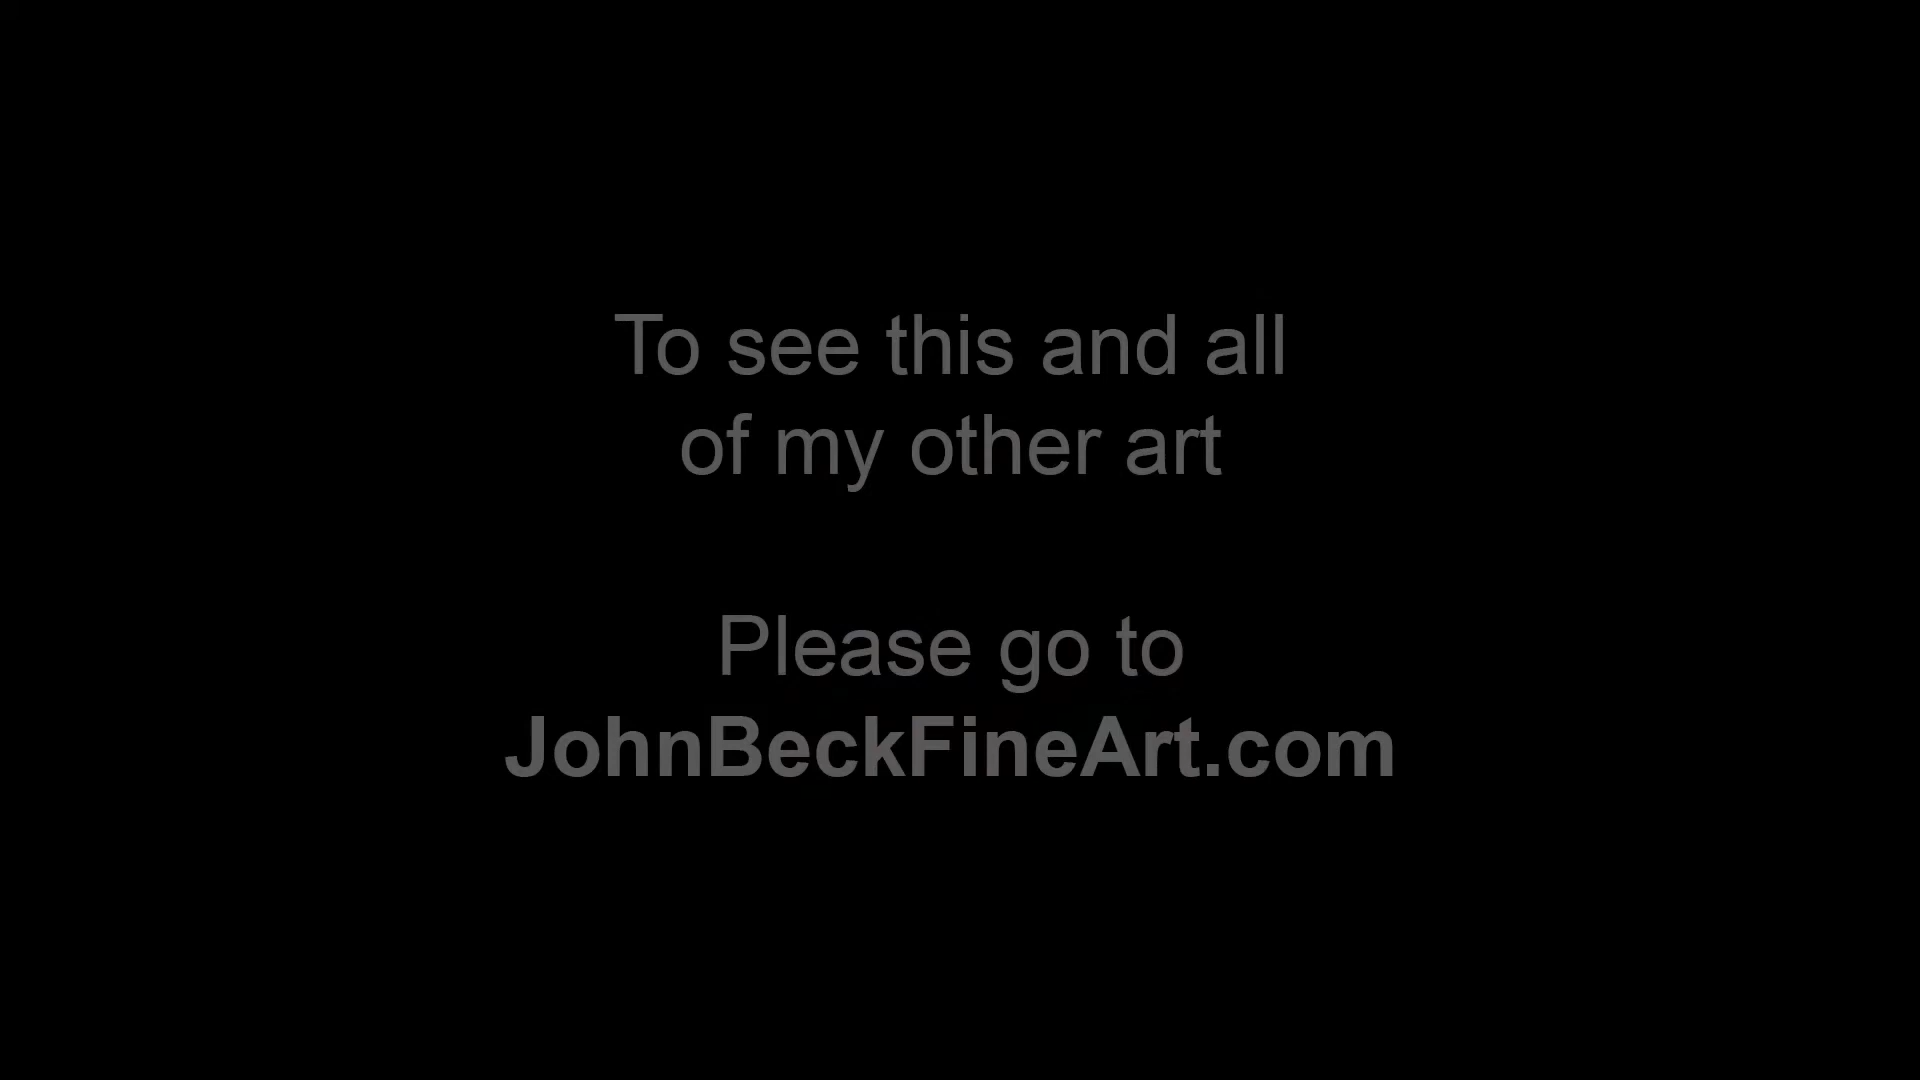 To see this and all
of my other art
Please go to
JohnBeckFineArt.com